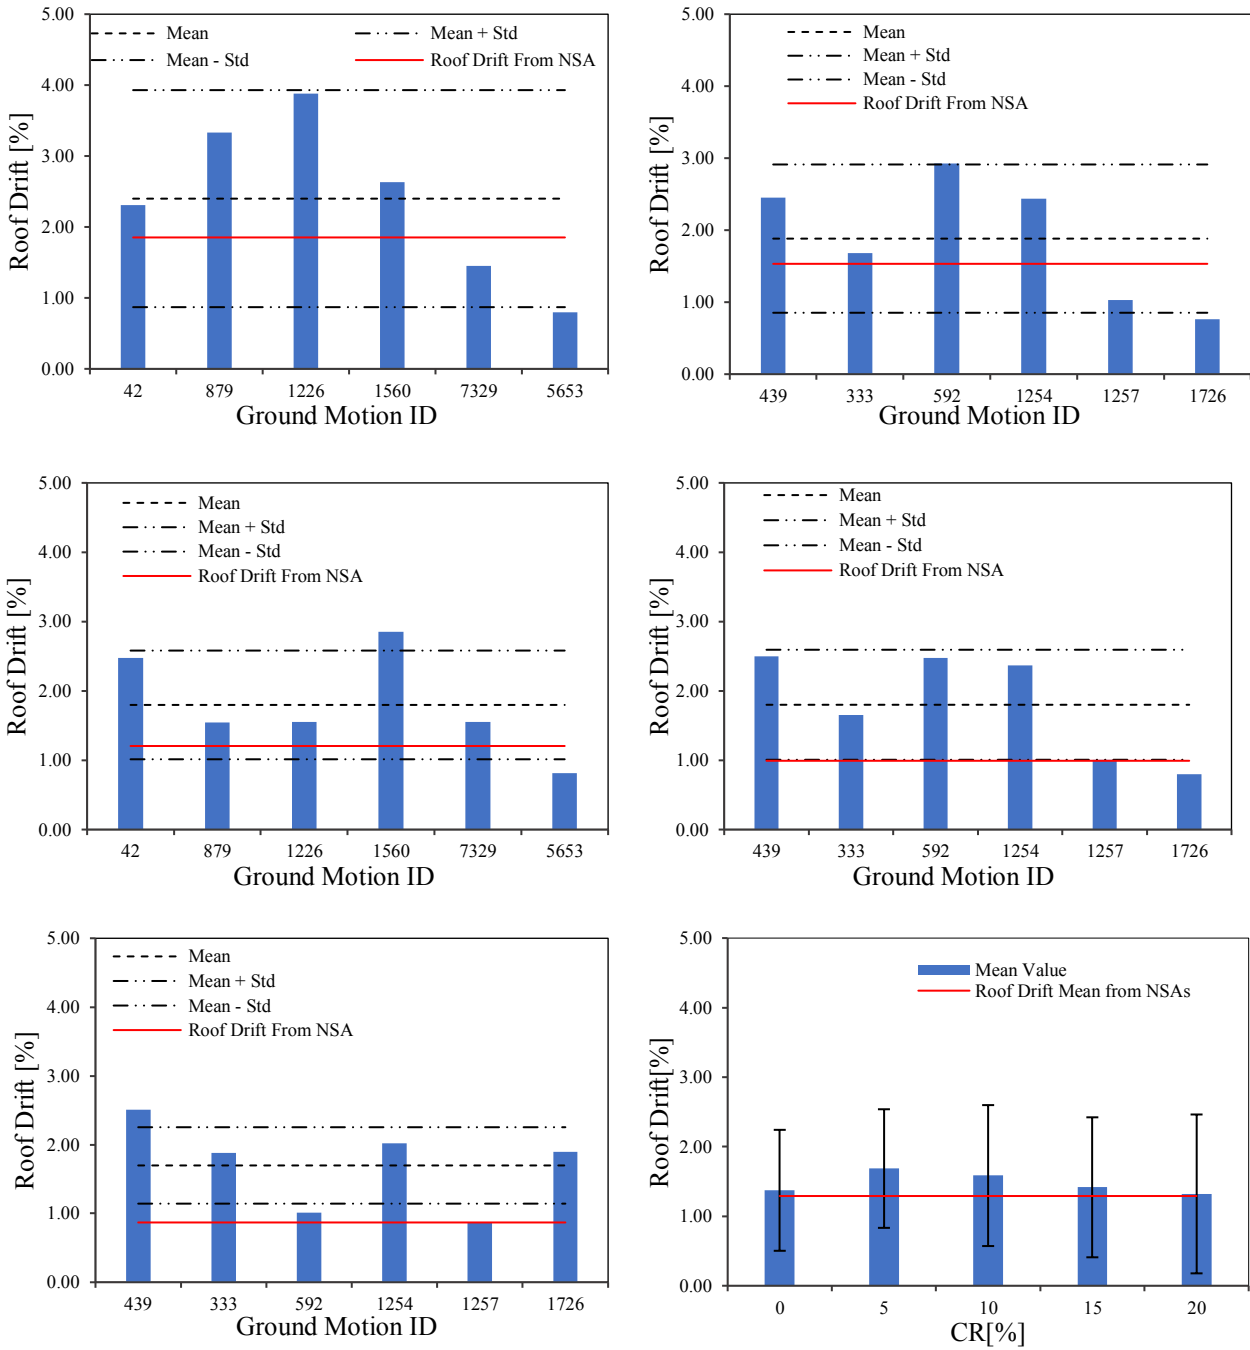 5.00
4.00
3.00
2.00
1.00
0.00
Roof Drift [%]
Mean
Mean + Std
Mean - Std
Roof Drift From NSA
42 879 1226 1560 7329 5653
Ground Motion ID
5.00
4.00
3.00
2.00
1.00
0.00
Roof Drift [%]
Mean
Mean + Std
Mean - Std
Roof Drift From NSA
439 333 592 1254 1257 1726
Ground Motion ID
5.00
4.00
3.00
2.00
1.00
0.00
Roof Drift [%]
Mean
Mean + Std
Mean - Std
Roof Drift From NSA
42 879 1226 1560 7329 5653
Ground Motion ID
5.00
4.00
3.00
2.00
1.00
0.00
Roof Drift [%]
Mean
Mean + Std
Mean - Std
Roof Drift From NSA
439 333 592 1254 1257 1726
Ground Motion ID
5.00
4.00
3.00
2.00
1.00
0.00
Roof Drift [%]
Mean
Mean + Std
Mean - Std
Roof Drift From NSA
439 333 592 1254 1257 1726
Ground Motion ID
5.00
4.00
3.00
2.00
1.00
0.00
Roof Drift[%]
Mean Value
Roof Drift Mean from NSAs
0 5 10 15 20
CR[%]